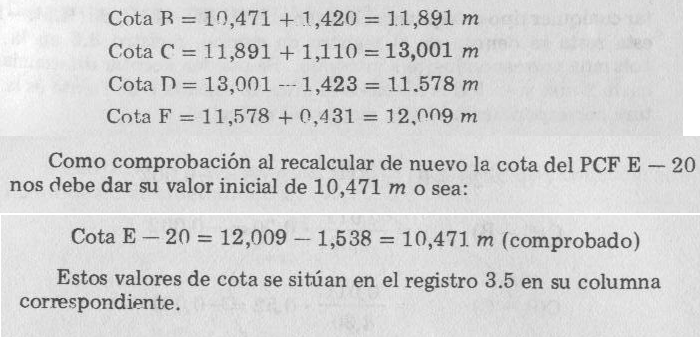 Cota B = 10,471 + 1,420 = 11,891 m
Cota C = 11,891 + 1,110 = 13,001 m
Cota D = 13,001 — 1,423 = 11.578 m
Cota F = 11,578 + 0,431 = 12,009 m
Como comprobación al recalcular de nuevo la cota del PCF E — 20
nos debe dar su valor inicial de 10,471 m o sea:
Cota E — 20 = 12,009 — 1,538 = 10,471 m (comprobado)
Estos valores de cota se sitúan en el registro 3.5 en su columna
correspondiente.